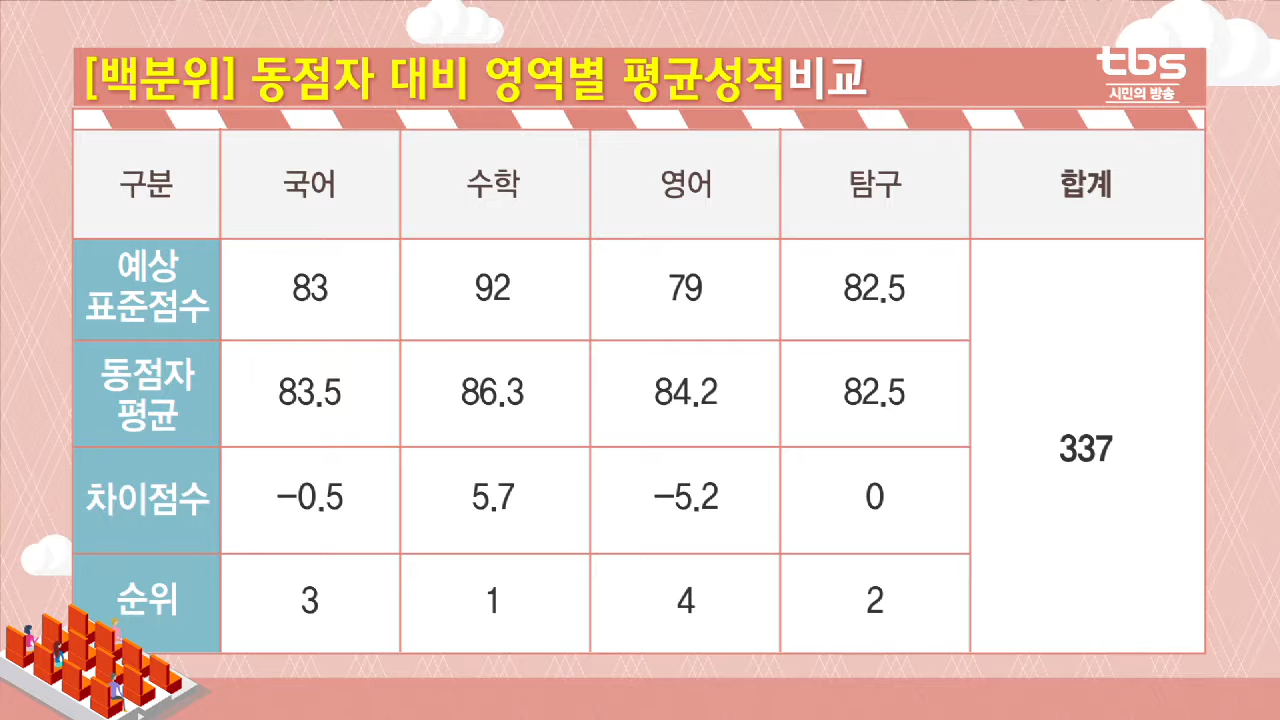 [백분위] 동점자 대비 영역별 평균성적비교
tbs
시민의 방송
구분 국어 수학 영어 탐구 합계
예상
표준점수
83 92 79 82.5
동점자
평균
83.5 86.3 84.2 82.5
337
차이점수 -0.5 5.7 -5.2 0
순위 3 1 4 2